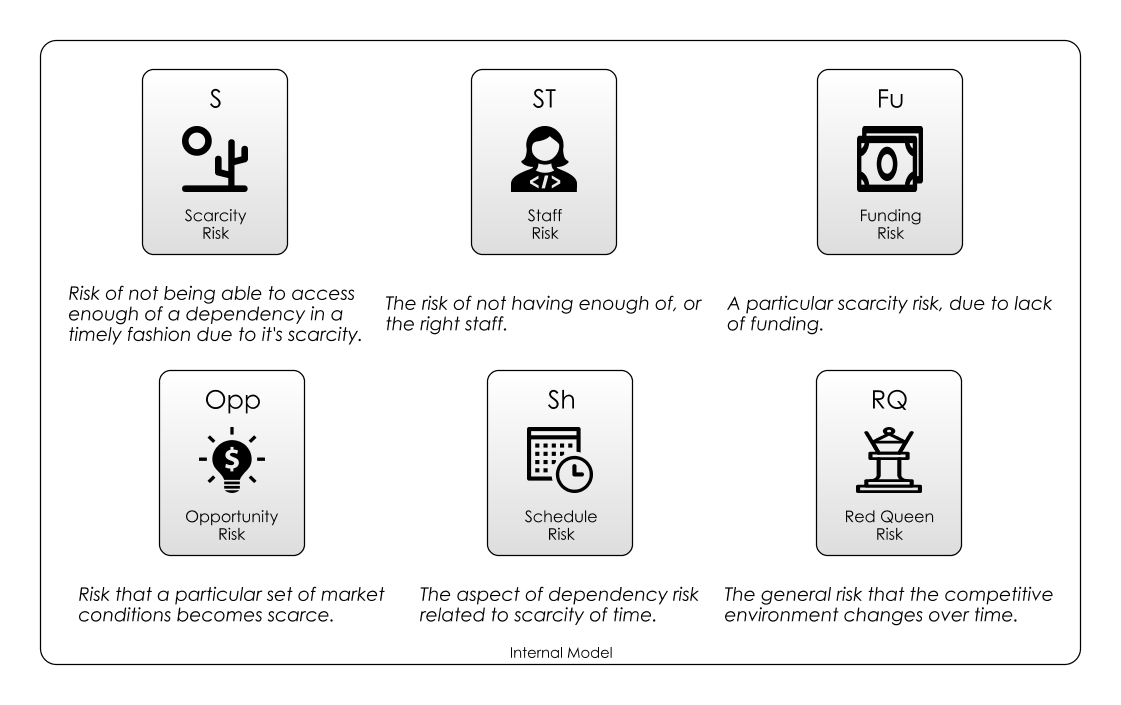 S
Scarcity
Risk
Risk of not being able to access
enough of a dependency in a
timely fashion due to it's scarcity.
ST
</>
Staff
Risk
The risk of not having enough of, or
the right staff.
Fu
0
Funding
Risk
A particular scarcity risk, due to lack
of funding.
Opp
$
Opportunity
Risk
Risk that a particular set of market
conditions becomes scarce.
Sh
Schedule
Risk
The aspect of dependency risk
related to scarcity of time.
RQ
Red Queen
Risk
The general risk that the competitive
environment changes over time.
Internal Model